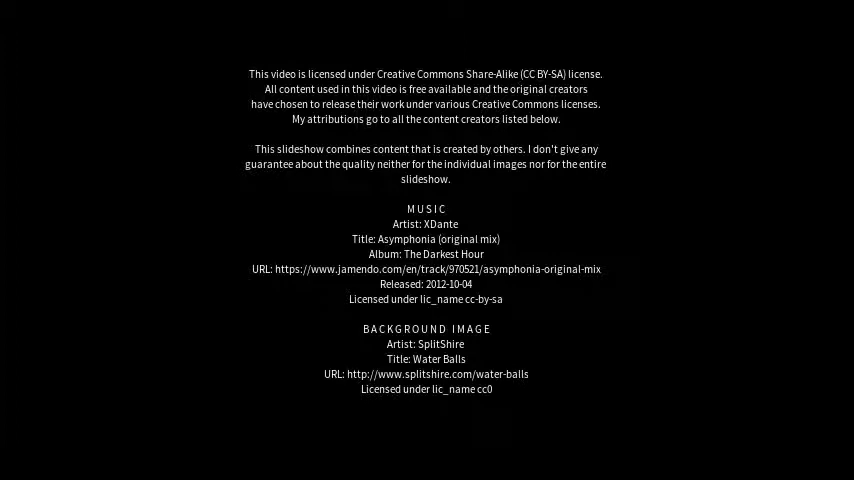 This video is licensed under Creative Commons Share-Alike (CC BY-SA) license.
All content used in this video is free available and the original creators
have chosen to release their work under various Creative Commons licenses.
My attributions go to all the content creators listed below.
This slideshow combines content that is created by others. I don't give any
guarantee about the quality neither for the individual images nor for the entire
slideshow.
MUSIC
Artist: XDante
Title: Asymphonia (original mix)
Album: The Darkest Hour
URL: https://www.jamendo.com/en/track/970521/asymphonia-original-mix
Released: 2012-10-04
Licensed under lic_name cc-by-sa
BACKGROUND IMAGE
Artist: SplitShire
Title: Water Balls
URL: http://www.splitshire.com/water-balls
Licensed under lic_name cc0